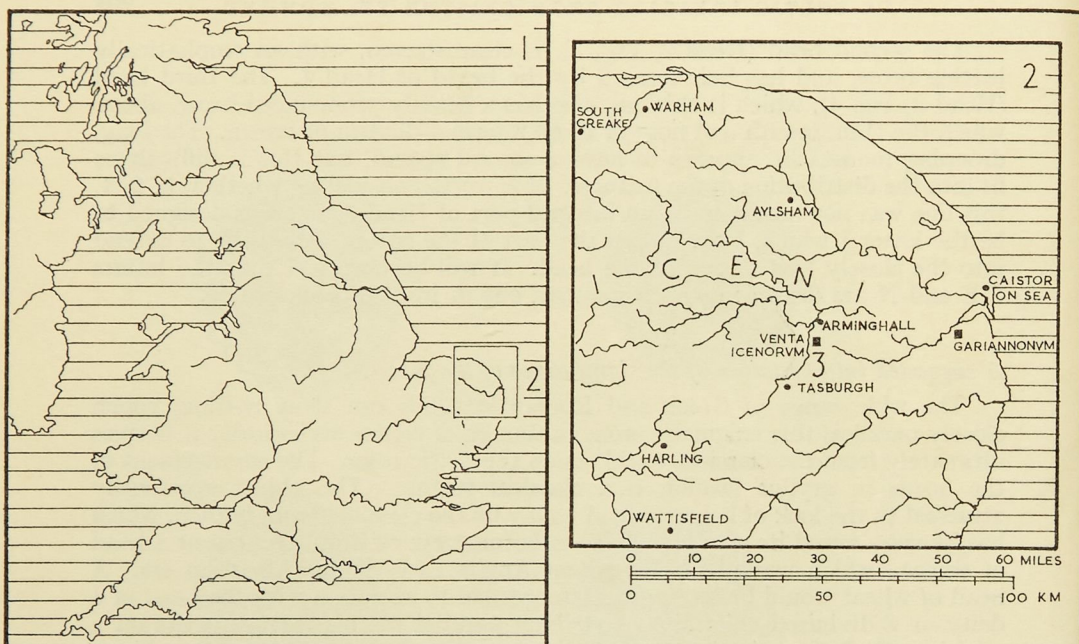 1
2
2
SOUTH
CREAKE
WARHAM
AYLSHAM
I C E N I
CAISTOR
ON SEA
ARMINGHALL
VENTA
ICENORVM
GARIANNONVM
3
TASBURGH
HARLING
WATTISFIELD
0 10 20 30 40 50 60 MILES
0 50 100 KM